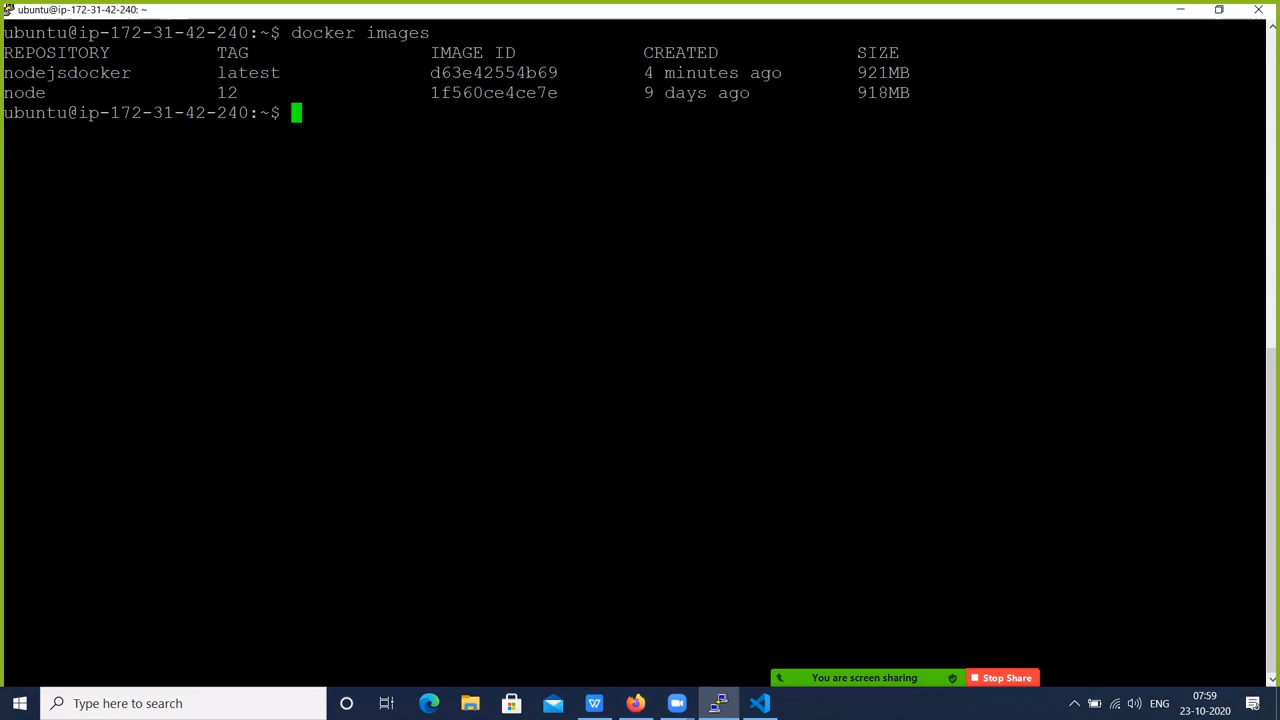 ubuntu@ip-172-31-42-240: ~
ubuntu@ip-172-31-42-240:~$ docker images
REPOSITORY TAG IMAGE ID CREATED SIZE
nodejsdocker latest d63e42554b69 4 minutes ago 921MB
node 12 1f560ce4ce7e 9 days ago 918MB
ubuntu@ip-172-31-42-240:~$
You are screen sharing Stop Share
Type here to search
W
ENG
07:59
23-10-2020